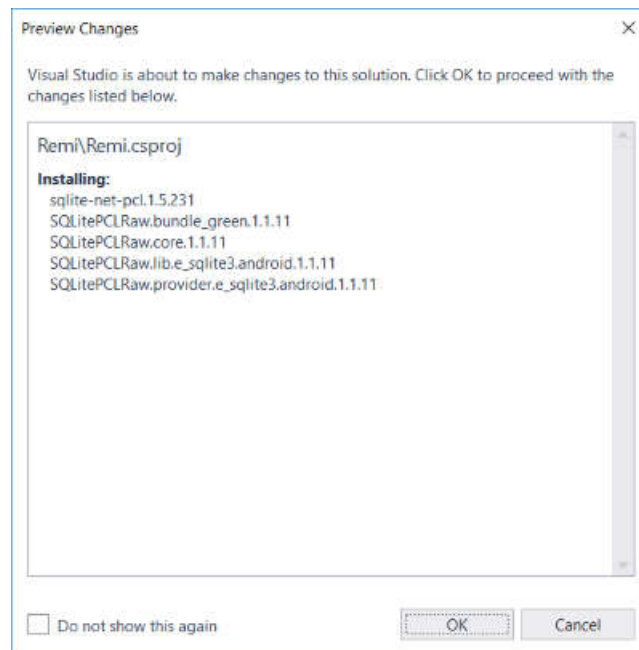 Preview Changes
Visual Studio is about to make changes to this solution. Click OK to proceed with the
changes listed below.
Remi\Remi.csproj
Installing:
sqlite-net-pcl.1.5.231
SQLitePCLRaw.bundle_green.1.1.11
SQLitePCLRaw.core.1.1.11
SQLitePCLRaw.lib.e_sqlite3.android.1.1.11
SQLitePCLRaw.provider.e_sqlite3.android.1.1.11
Do not show this again
OK
Cancel